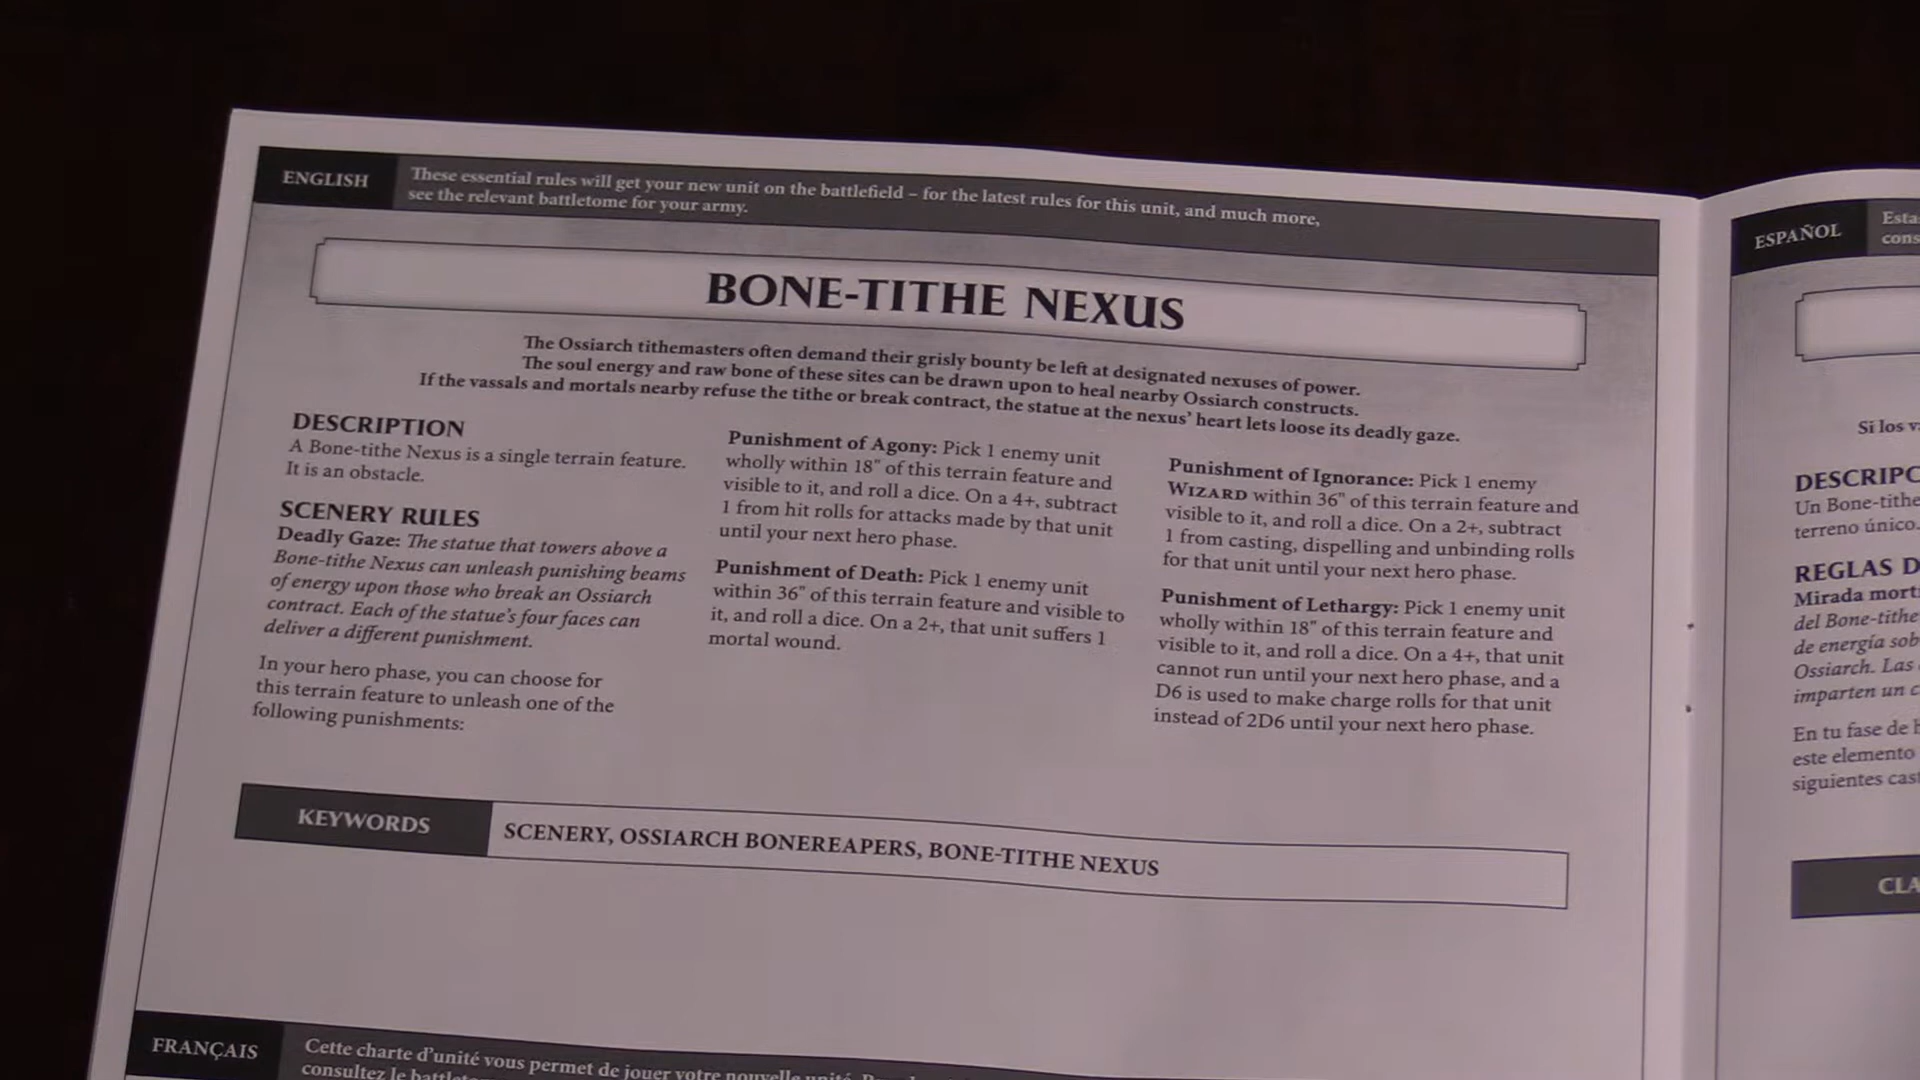 ENGLISH
These essential rules will get your new unit on the battlefield – for the latest rules for this unit, and much more,
see the relevant battletome for your army.
BONE-TITHE NEXUS
The Ossiarch tithemasters often demand their grisly bounty be left at designated nexuses of power.
The soul energy and raw bone of these sites can be drawn upon to heal nearby Ossiarch constructs.
If the vassals and mortals nearby refuse the tithe or break contract, the statue at the nexus' heart lets loose its deadly gaze.
DESCRIPTION
A Bone-tithe Nexus is a single terrain feature.
It is an obstacle.
SCENERY RULES
Deadly Gaze: The statue that towers above a
Bone-tithe Nexus can unleash punishing beams
of energy upon those who break an Ossiarch
contract. Each of the statue's four faces can
deliver a different punishment.
In your hero phase, you can choose for
this terrain feature to unleash one of the
following punishments:
Punishment of Agony: Pick 1 enemy unit
wholly within 18" of this terrain feature and
visible to it, and roll a dice. On a 4+, subtract
1 from hit rolls for attacks made by that unit
until your next hero phase.
Punishment of Death: Pick 1 enemy unit
within 36" of this terrain feature and visible to
it, and roll a dice. On a 2+, that unit suffers 1
mortal wound.
Punishment of Ignorance: Pick 1 enemy
WIZARD within 36" of this terrain feature and
visible to it, and roll a dice. On a 2+, subtract
1 from casting, dispelling and unbinding rolls
for that unit until your next hero phase.
Punishment of Lethargy: Pick 1 enemy unit
wholly within 18" of this terrain feature and
visible to it, and roll a dice. On a 4+, that unit
cannot run until your next hero phase, and a
D6 is used to make charge rolls for that unit
instead of 2D6 until your next hero phase.
KEYWORDS
SCENERY, OSSIARCH BONEREAPERS, BONE-TITHE NEXUS
FRANÇAIS
Cette charte d'unité vous permet de jouer votre nouvelle unité.
consultez le
ESPAÑOL
Si los
Un Bone-tithe
terreno único.
REGLAS
Mirada
del Bone-tithe
de energía
Ossiarch. Las
imparten un
En tu fase de
este elemento
siguientes